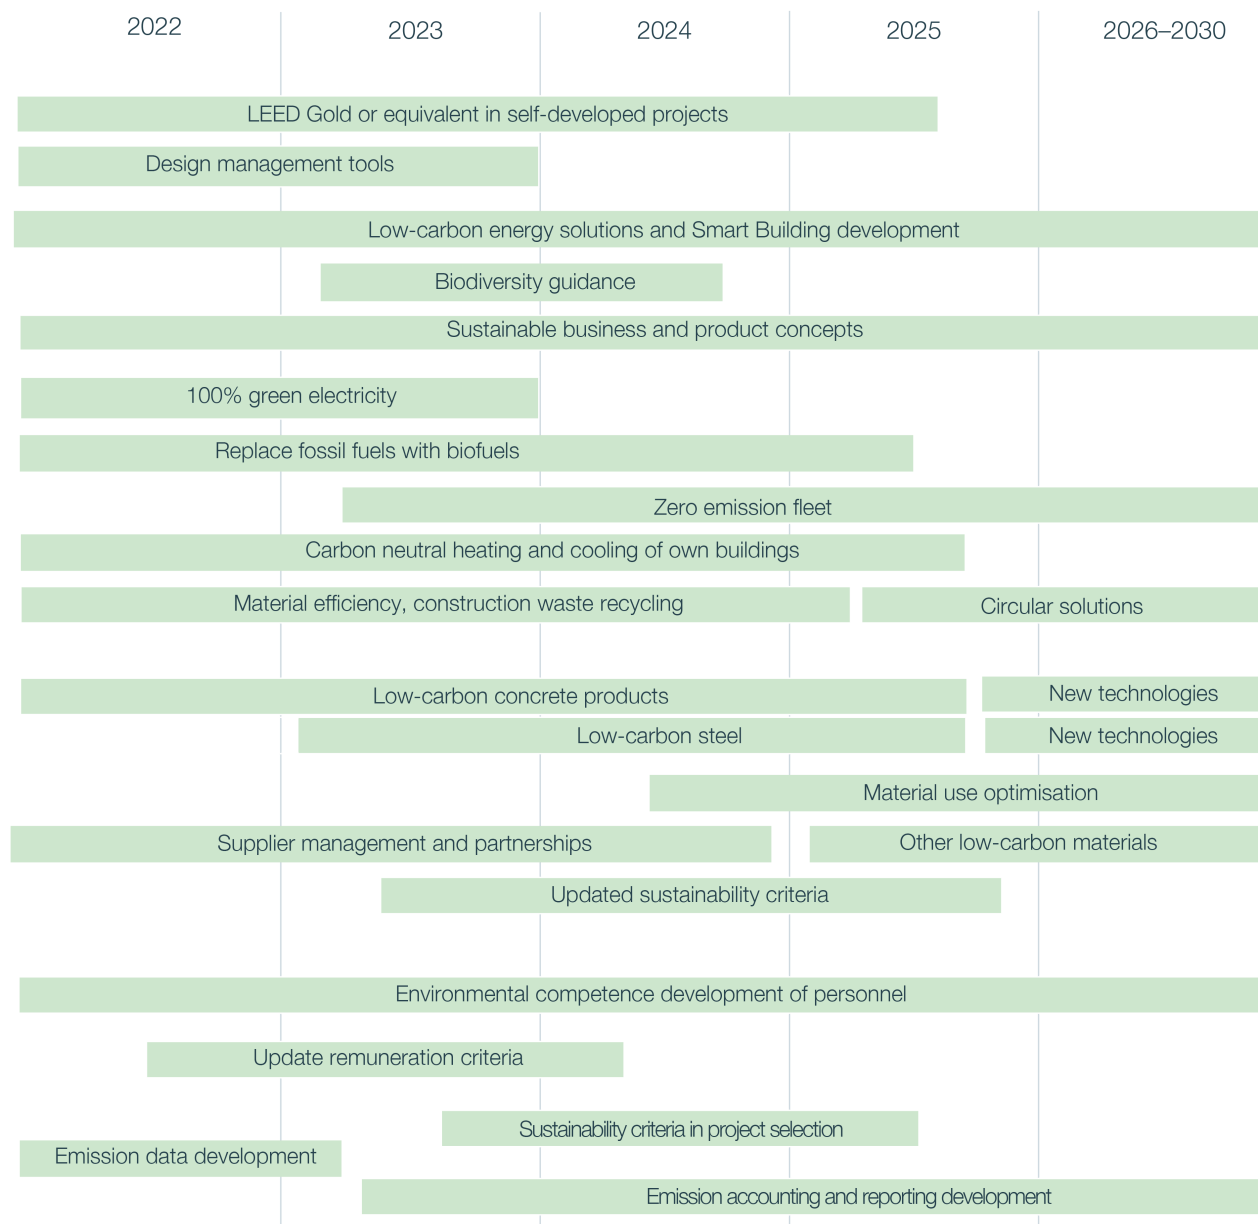 2022
2023
2024
2025
2026–2030
LEED Gold or equivalent in self-developed projects
Design management tools
Low-carbon energy solutions and Smart Building development
Biodiversity guidance
Sustainable business and product concepts
100% green electricity
Replace fossil fuels with biofuels
Zero emission fleet
Carbon neutral heating and cooling of own buildings
Material efficiency, construction waste recycling
Circular solutions
Low-carbon concrete products
New technologies
Low-carbon steel
New technologies
Material use optimisation
Supplier management and partnerships
Other low-carbon materials
Updated sustainability criteria
Environmental competence development of personnel
Update remuneration criteria
Sustainability criteria in project selection
Emission data development
Emission accounting and reporting development